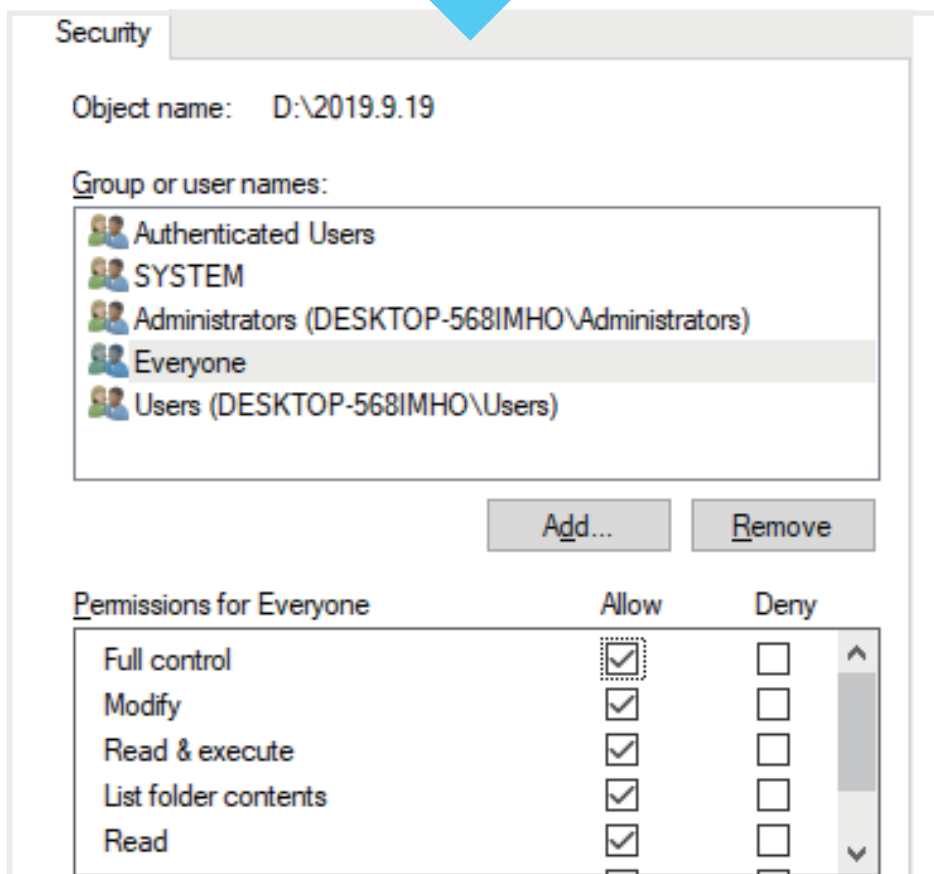 Security
Object name: D:\2019.9.19
Group or user names:
Authenticated Users
SYSTEM
Administrators (DESKTOP-568IMHO\Administrators)
Everyone
Users (DESKTOP-568IMHO\Users)
Add... Remove
Permissions for Everyone Allow Deny
Full control
Modify
Read & execute
List folder contents
Read